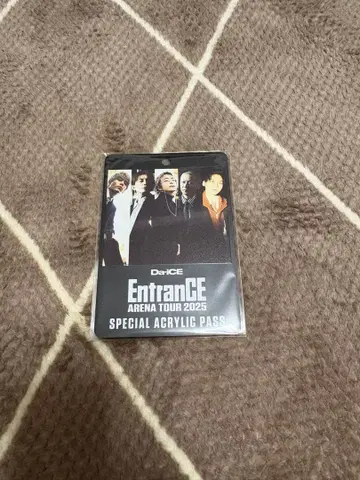 Da-iCE
EntranCE
ARENA TOUR 2025
SPECIAL ACRYLIC PASS